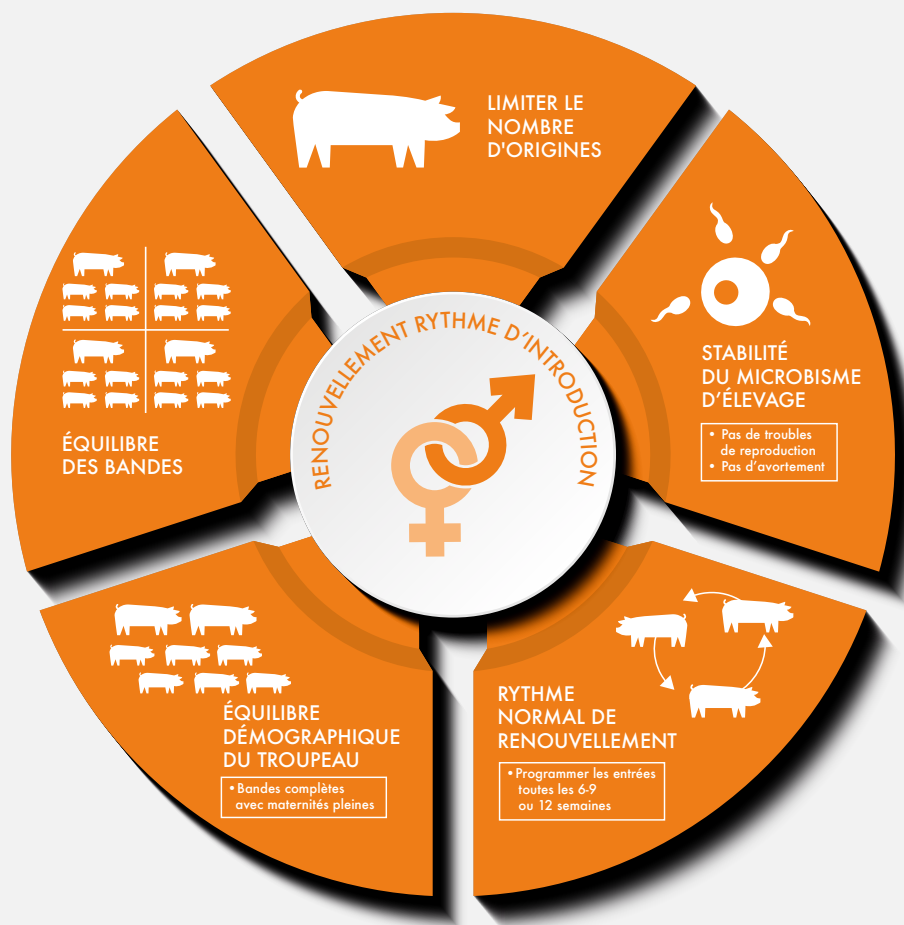 LIMITER LE
NOMBRE
D'ORIGINES
STABILITÉ
DU MICROBISME
D'ÉLEVAGE
• Pas de troubles
de reproduction
• Pas d'avortement
RYTHME
NORMAL DE
RENOUVELLEMENT
• Programmer les entrées
toutes les 6-9
ou 12 semaines
ÉQUILIBRE
DÉMOGRAPHIQUE
DU TROUPEAU
• Bandes complètes
avec maternités pleines
ÉQUILIBRE
DES BANDES
RENOUVELLEMENT RYTHME D'INTRODUCTION